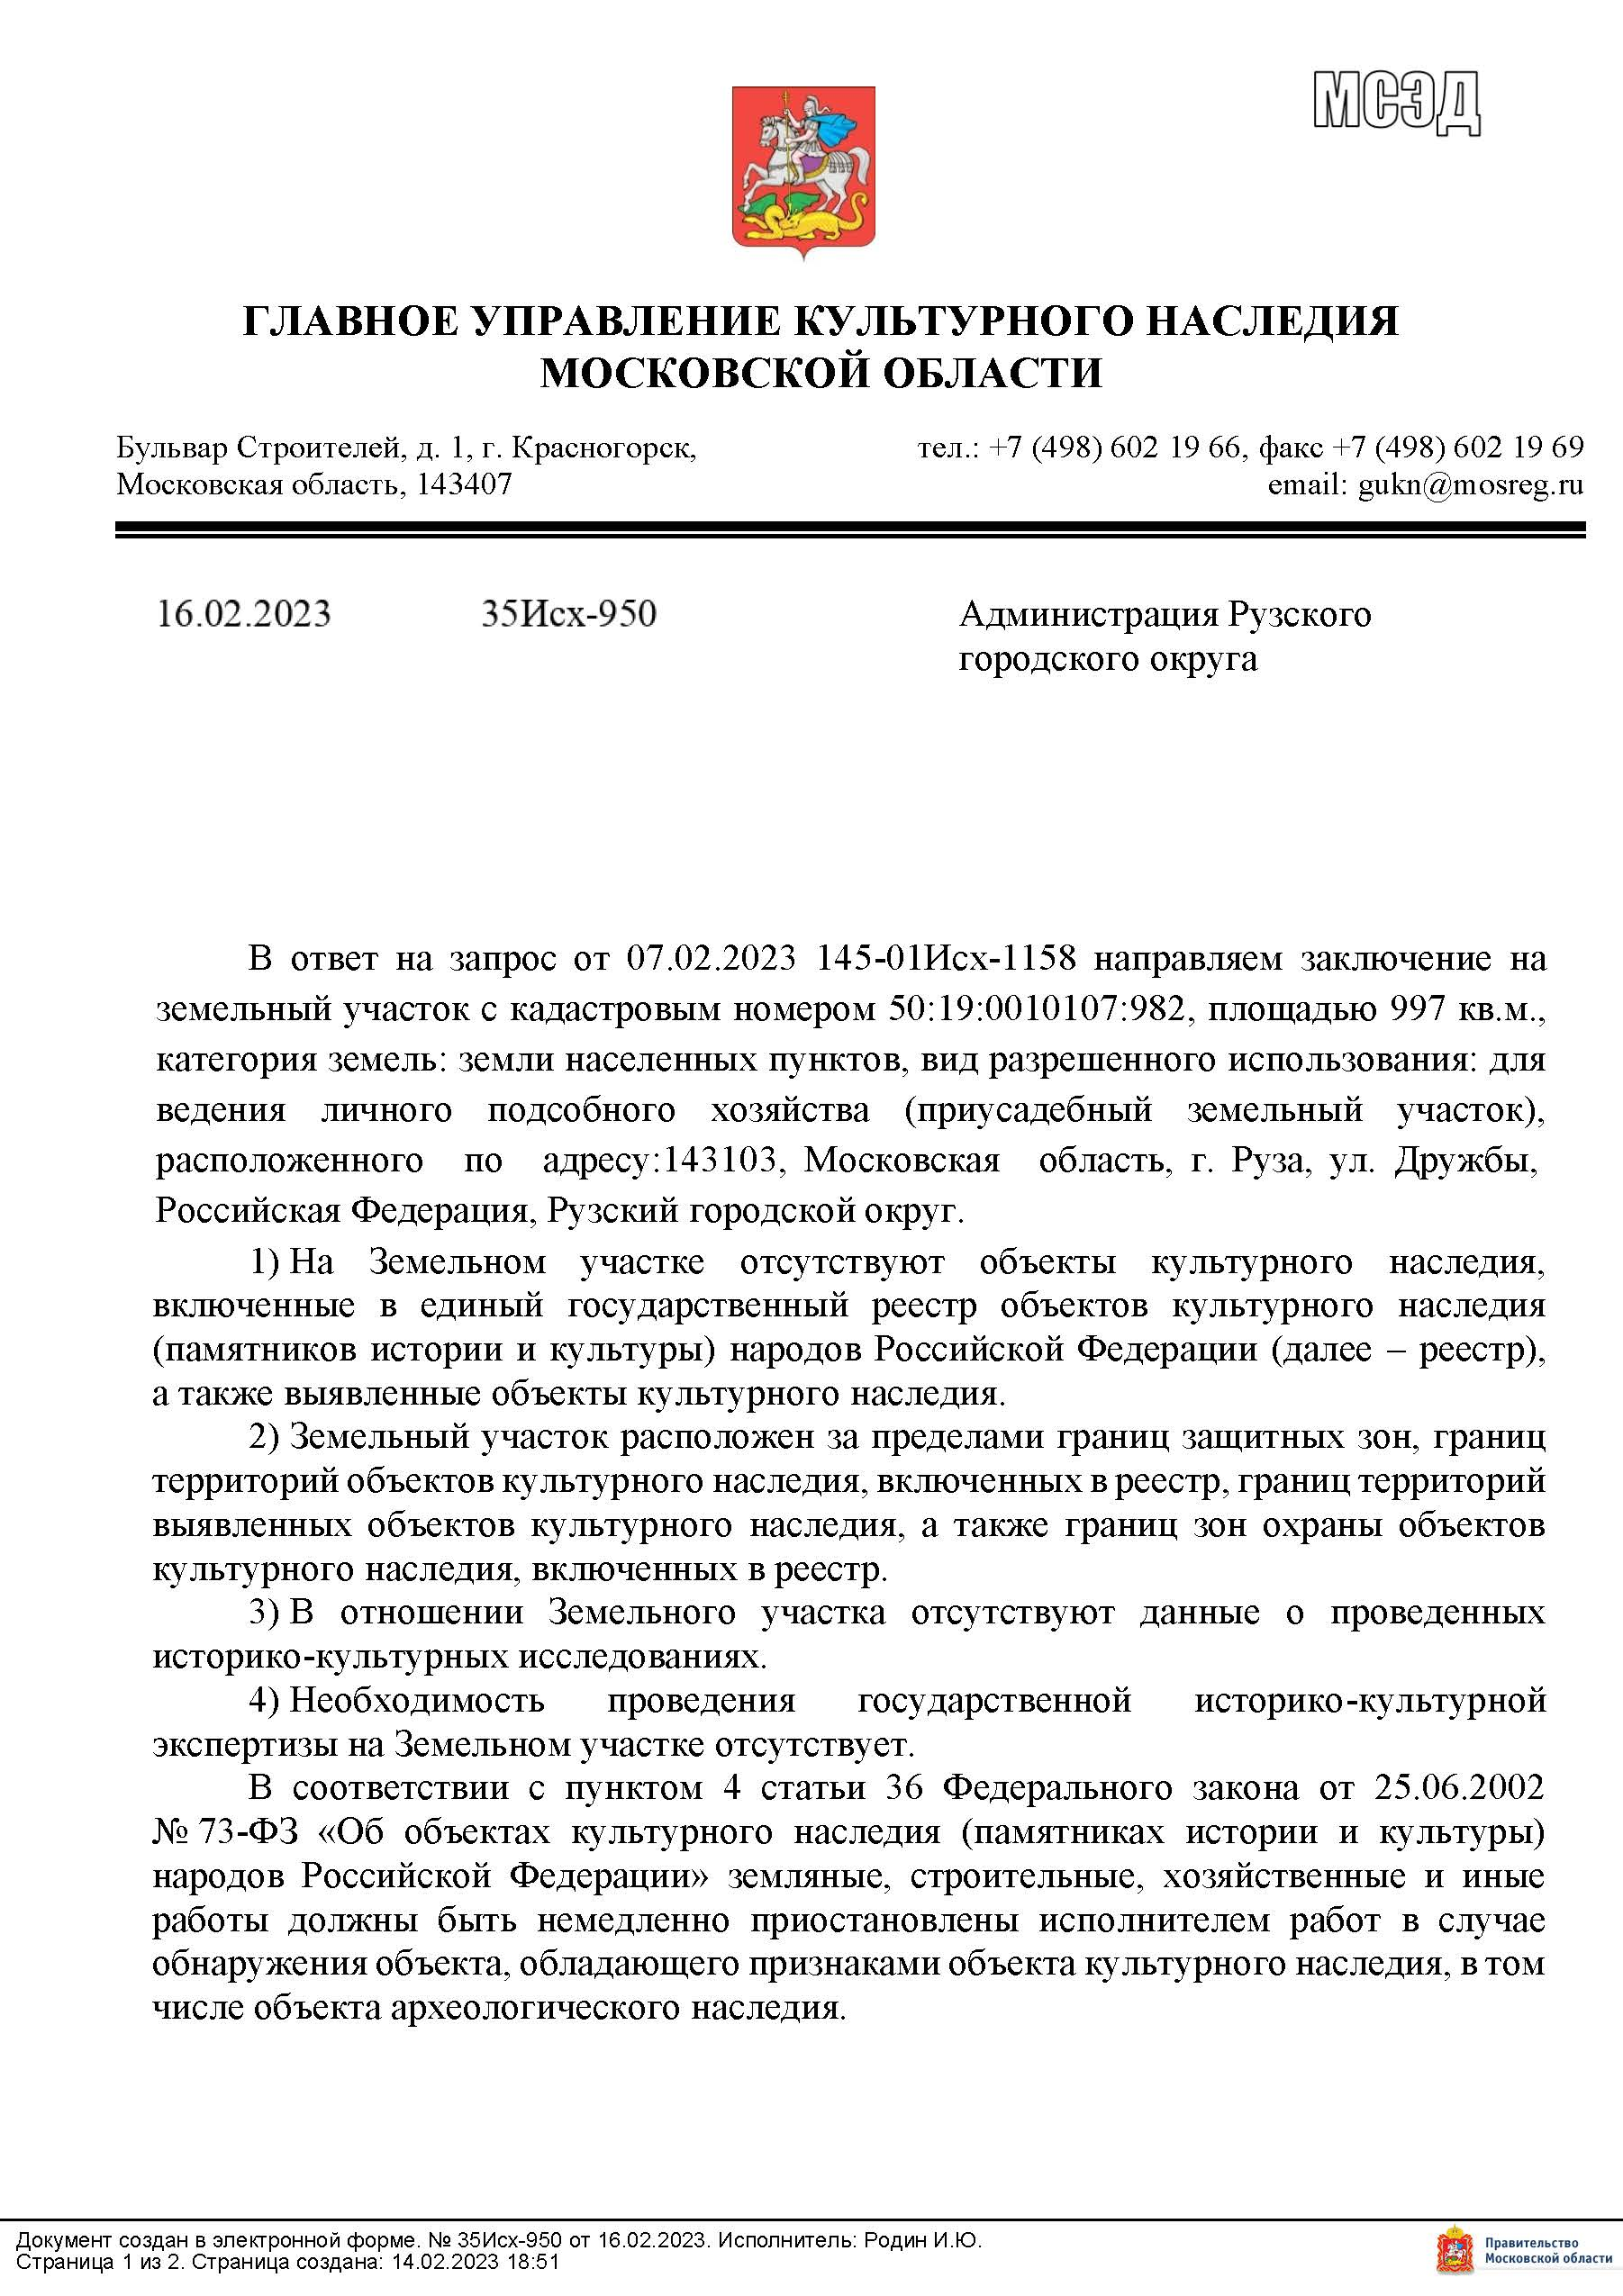 МСЭД
ГЛАВНОЕ УПРАВЛЕНИЕ КУЛЬТУРНОГО НАСЛЕДИЯ
МОСКОВСКОЙ ОБЛАСТИ
Бульвар Строителей, д. 1, г. Красногорск,
Московская область, 143407
тел.: +7 (498) 602 19 66, факс +7 (498) 602 19 69
email: gukn@mosreg.ru
16.02.2023 35Исх-950
Администрация Рузского
городского округа
В ответ на запрос от 07.02.2023 145-01Исх-1158 направляем заключение на
земельный участок с кадастровым номером 50:19:0010107:982, площадью 997 кв.м.,
категория земель: земли населенных пунктов, вид разрешенного использования: для
ведения личного подсобного хозяйства (приусадебный земельный участок),
расположенного по адресу:143103, Московская область, г. Руза, ул. Дружбы,
Российская Федерация, Рузский городской округ.
1) На Земельном участке отсутствуют объекты культурного наследия,
включенные в единый государственный реестр объектов культурного наследия
(памятников истории и культуры) народов Российской Федерации (далее – реестр),
а также выявленные объекты культурного наследия.
2) Земельный участок расположен за пределами границ защитных зон, границ
территорий объектов культурного наследия, включенных в реестр, границ территорий
выявленных объектов культурного наследия, а также границ зон охраны объектов
культурного наследия, включенных в реестр.
3) В отношении Земельного участка отсутствуют данные о проведенных
историко-культурных исследованиях.
4) Необходимость проведения государственной историко-культурной
экспертизы на Земельном участке отсутствует.
В соответствии с пунктом 4 статьи 36 Федерального закона от 25.06.2002
№ 73-ФЗ «Об объектах культурного наследия (памятниках истории и культуры)
народов Российской Федерации» земляные, строительные, хозяйственные и иные
работы должны быть немедленно приостановлены исполнителем работ в случае
обнаружения объекта, обладающего признаками объекта культурного наследия, в том
числе объекта археологического наследия.
Документ создан в электронной форме. № 35Исх-950 от 16.02.2023. Исполнитель: Родин И.Ю.
Страница 1 из 2. Страница создана: 14.02.2023 18:51
Правительство
Московской области